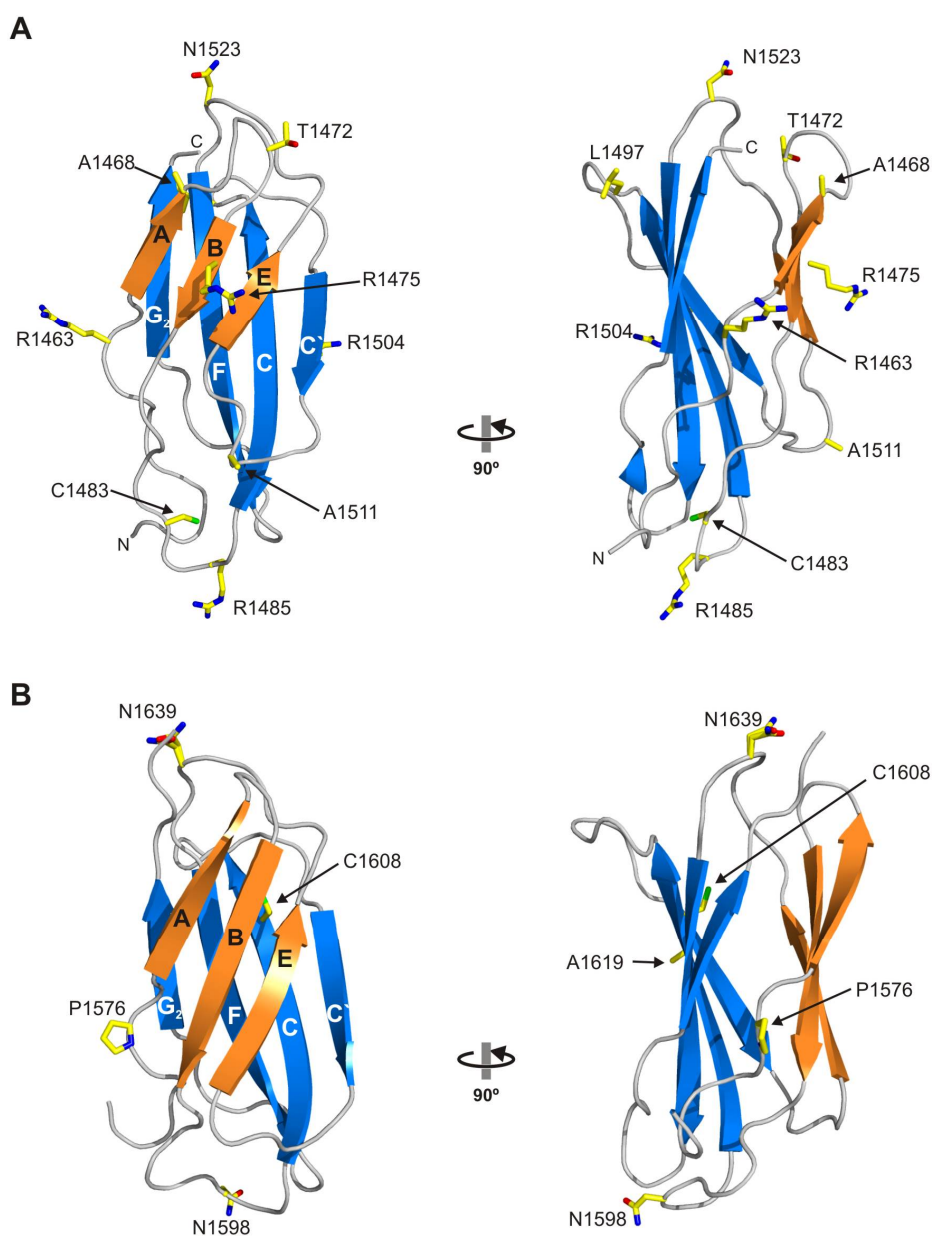 A
N1523
T1472
C
A1468
A
B
E
R1475
G2
R1463
F
C
C`
R1504
C1483
A1511
N
R1485
90º
N1523
T1472
C
L1497
A1468
R1475
R1504
R1463
A1511
N
C1483
R1485
B
N1639
C1608
A
B
E
P1576
G2
F
C
C`
N1598
90º
N1639
C1608
A1619
P1576
N1598